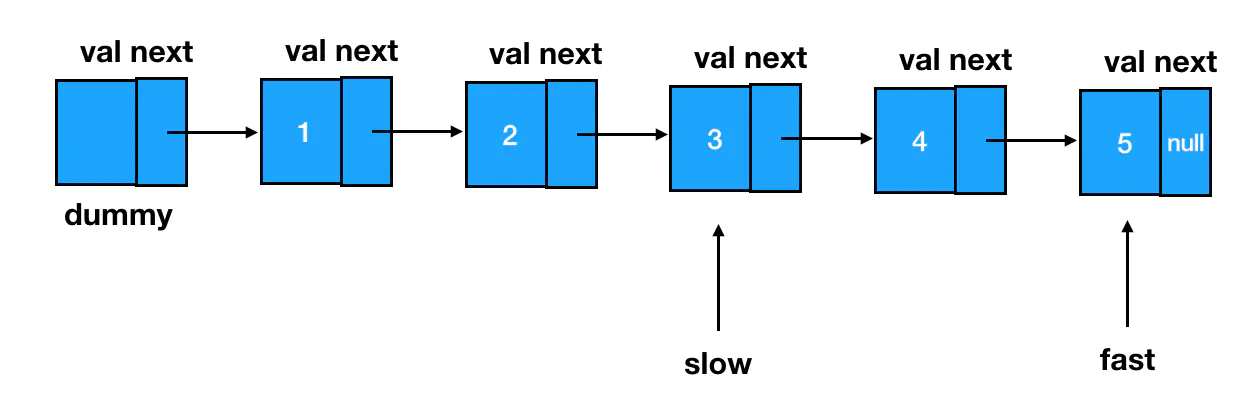 val next
val next
val next
val next
val next
val next
1
2
3
4
5
null
dummy
slow
fast